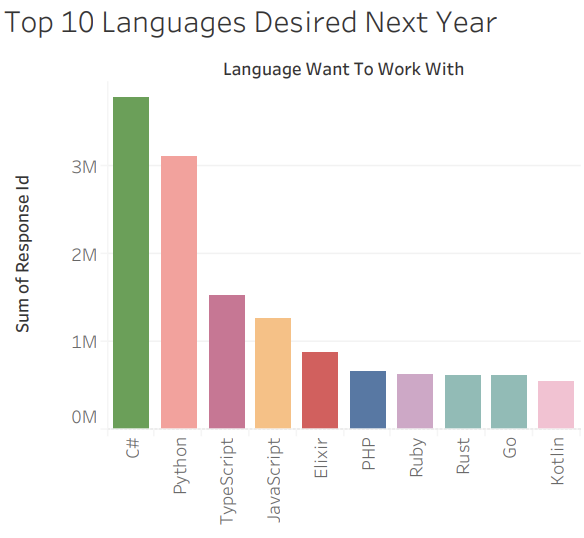 Top 10 Languages Desired Next Year
Language Want To Work With
Sum of Response Id
3M
2M
1M
0M
C#
Python
TypeScript
JavaScript
Elixir
PHP
Ruby
Rust
Go
Kotlin